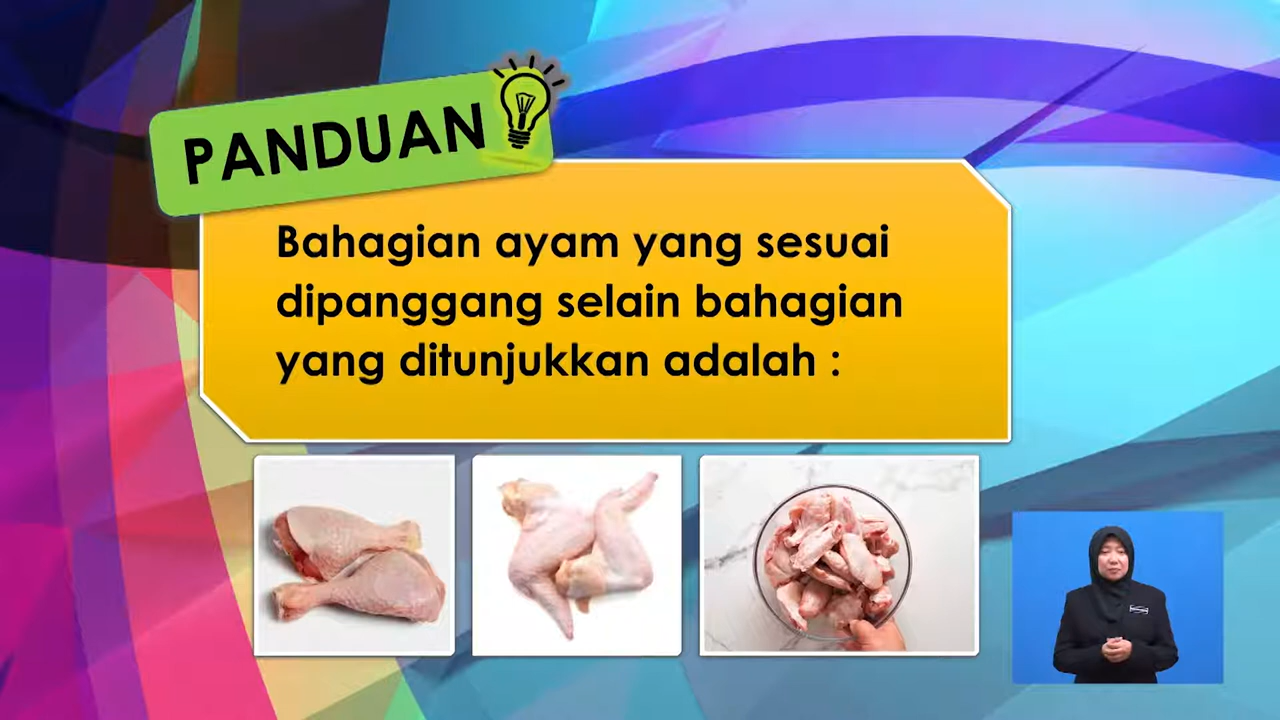 PANDUAN
Bahagian ayam yang sesuai
dipanggang selain bahagian
yang ditunjukkan adalah :